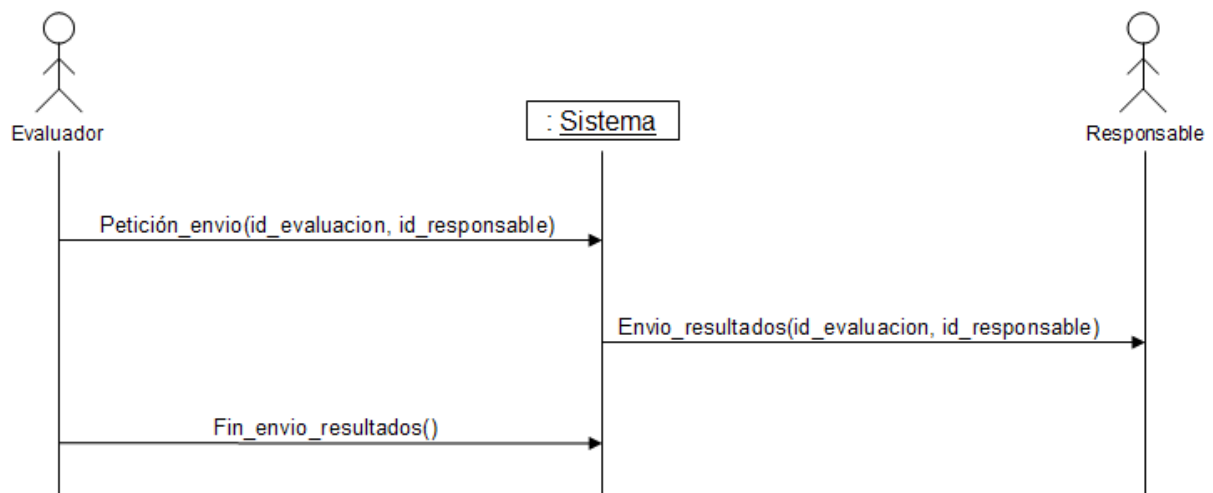 Evaluador
: Sistema
Responsable
Petición_envio(id_evaluacion, id_responsable)
Envio_resultados(id_evaluacion, id_responsable)
Fin_envio_resultados()